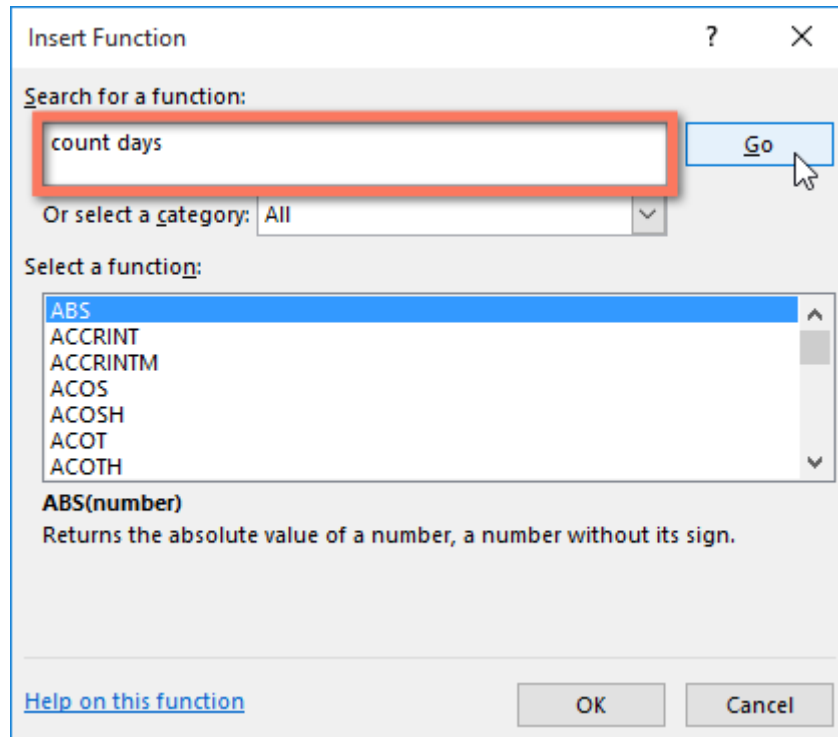 Insert Function
?
Search for a function:
count days
Go
Or select a category: All
Select a function:
ABS
ACCRINT
ACCRINTM
ACOS
ACOSH
ACOT
ACOTH
ABS(number)
Returns the absolute value of a number, a number without its sign.
Help on this function
OK
Cancel